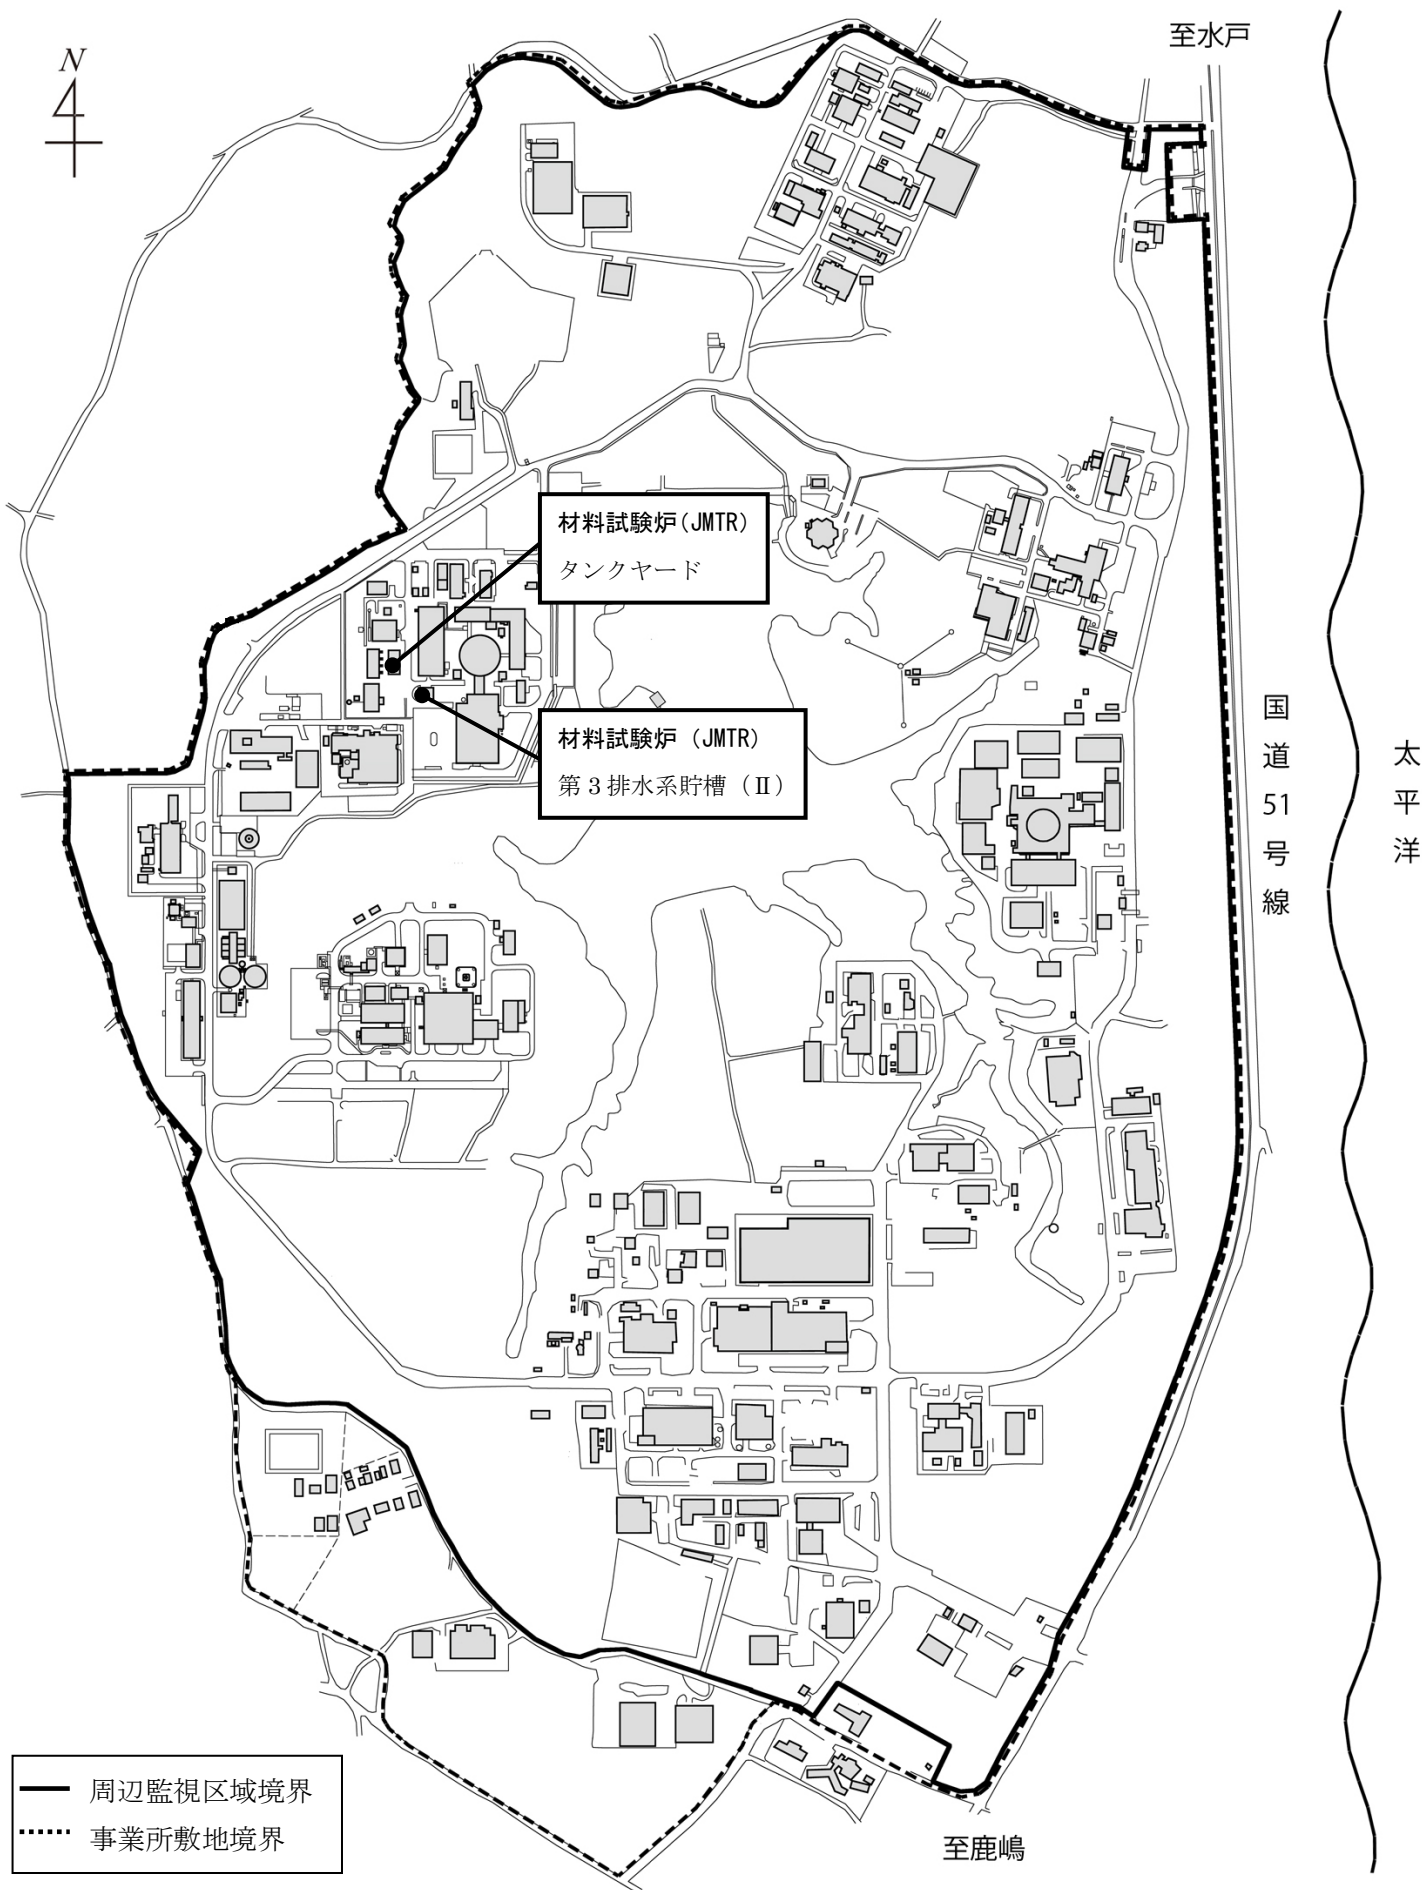 至水戸
N
材料試験炉(JMTR)
タンクヤード
材料試験炉（JMTR）
第3排水系貯槽（Ⅱ）
国道51号線
太平洋
周辺監視区域境界
事業所敷地境界
至鹿嶋